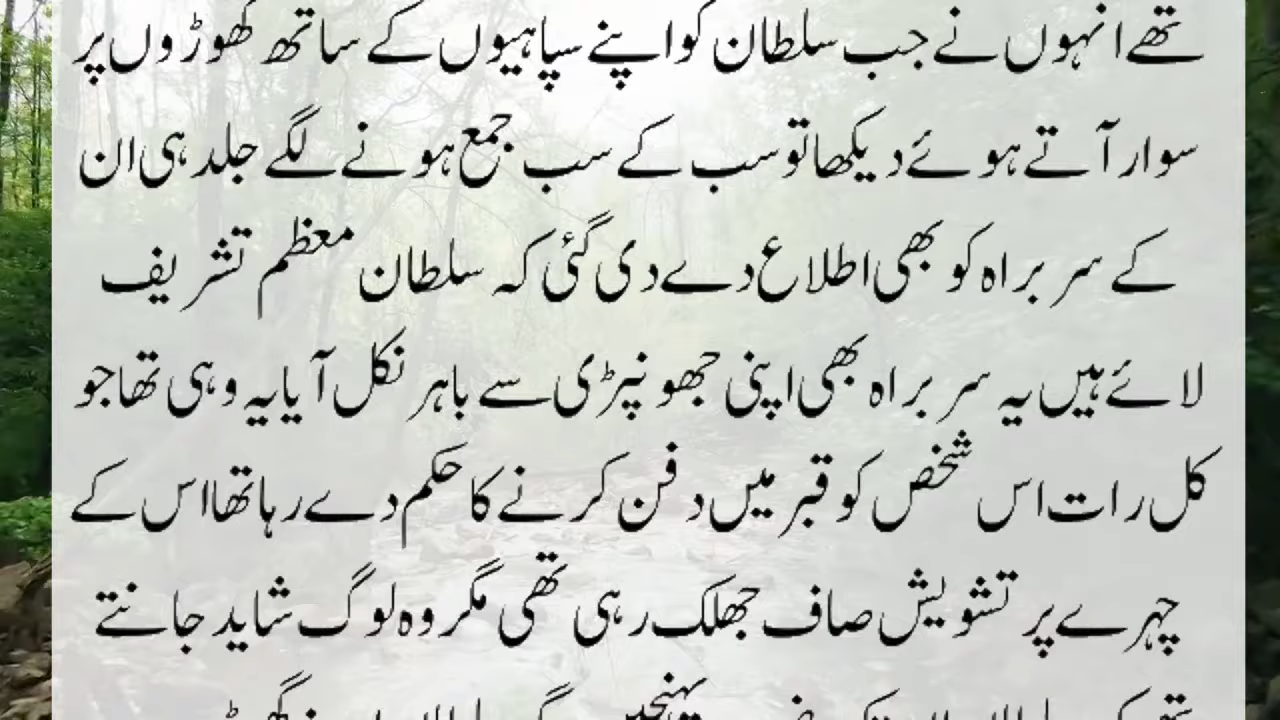 تھے انہوں نے جب سلطان کو اپنے سپاہیوں کے ساتھ گھوڑوں پر
سوار آتے ہوئے دیکھا تو سب کے سب جمع ہونے لگے جلد ہی ان
کے سربراہ کو بھی اطلاع دے دی گئی کہ سلطان معظم تشریف
لائے ہیں یہ سربراہ بھی اپنی جھونپڑی سے باہر نکل آیا یہ وہی تھا جو
کل رات اس شخص کو قبر میں دفن کرنے کا حکم دے رہا تھا اس کے
چہرے پر تشویش صاف جھلک رہی تھی مگر وہ لوگ شاید جانتے